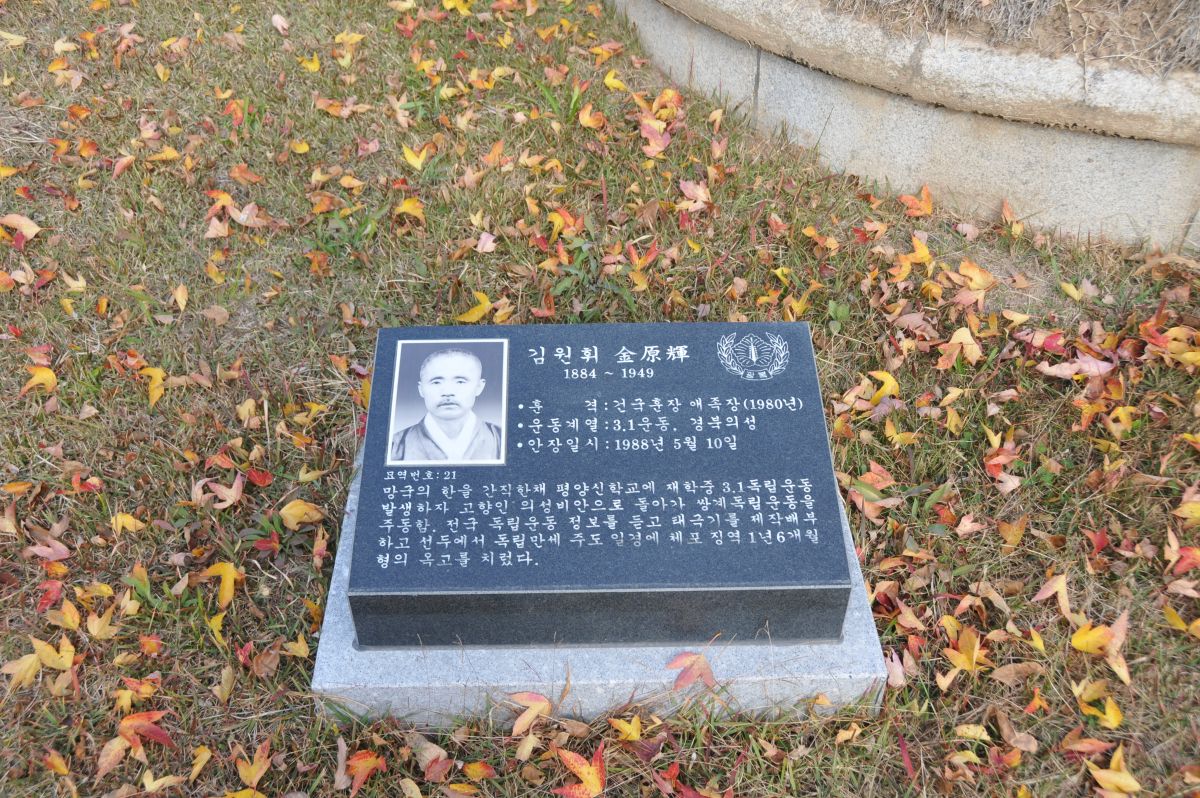 김원휘 金原輝
1884 ~ 1949
• 훈 격 : 건국훈장 애족장(1980년)
• 운동계열 : 3.1운동, 경북의성
• 안장일시 : 1988년 5월 10일
묘역번호 : 21
망국의 한을 간직한채 평양신학교에 재학중 3.1독립운동
발생하자 고향인 의성비안으로 돌아가 쌍계독립운동을
주동함. 전국 독립운동 정보를 듣고 태극기를 제작배부
하고 선두에서 독립만세 주도 일경에 체포 징역 1년6개월
형의 옥고를 치렀다.